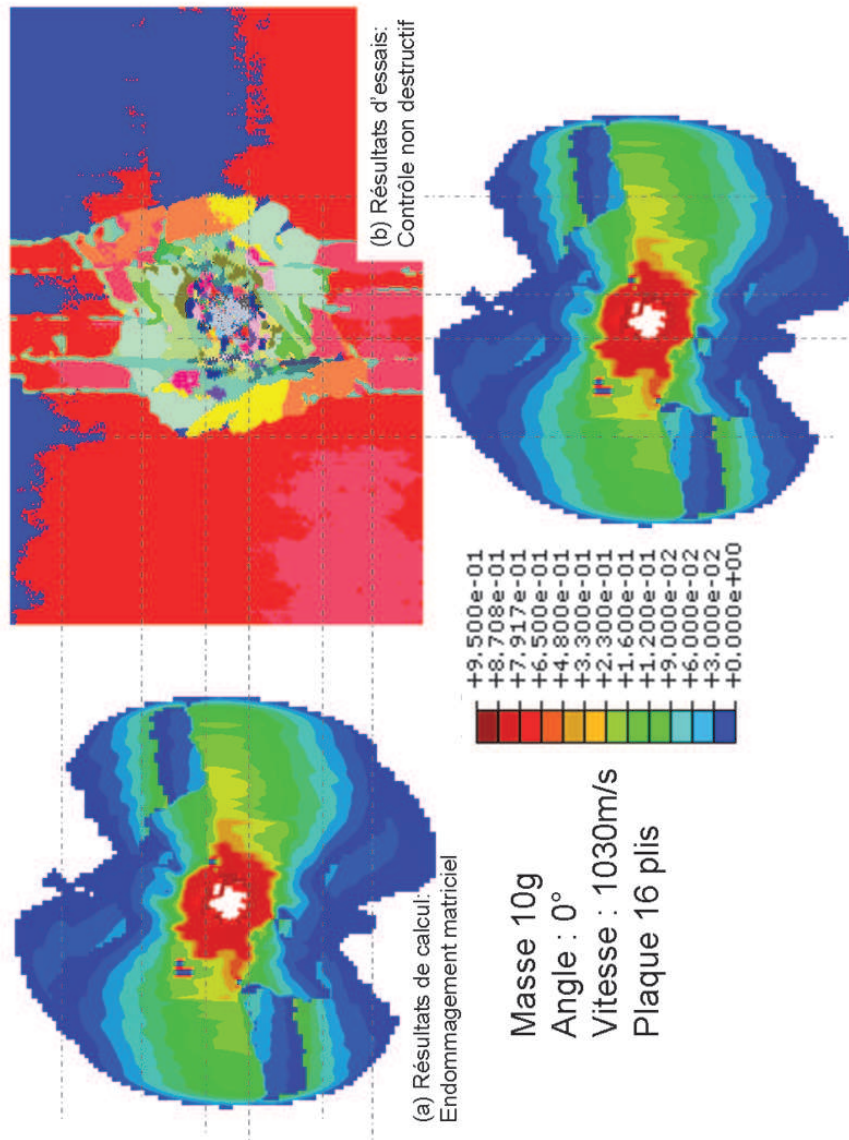 (a) Résultats de calcul:
Endommagement matriciel
(b) Résultats d'essais:
Contrôle non destructif
Masse 10g
Angle : 0°
Vitesse : 1030m/s
Plaque 16 plis
+9.500e-01
+8.708e-01
+7.917e-01
+6.500e-01
+4.800e-01
+3.300e-01
+2.300e-01
+1.600e-01
+1.200e-01
+9.000e-02
+6.000e-02
+3.000e-02
+0.000e+00